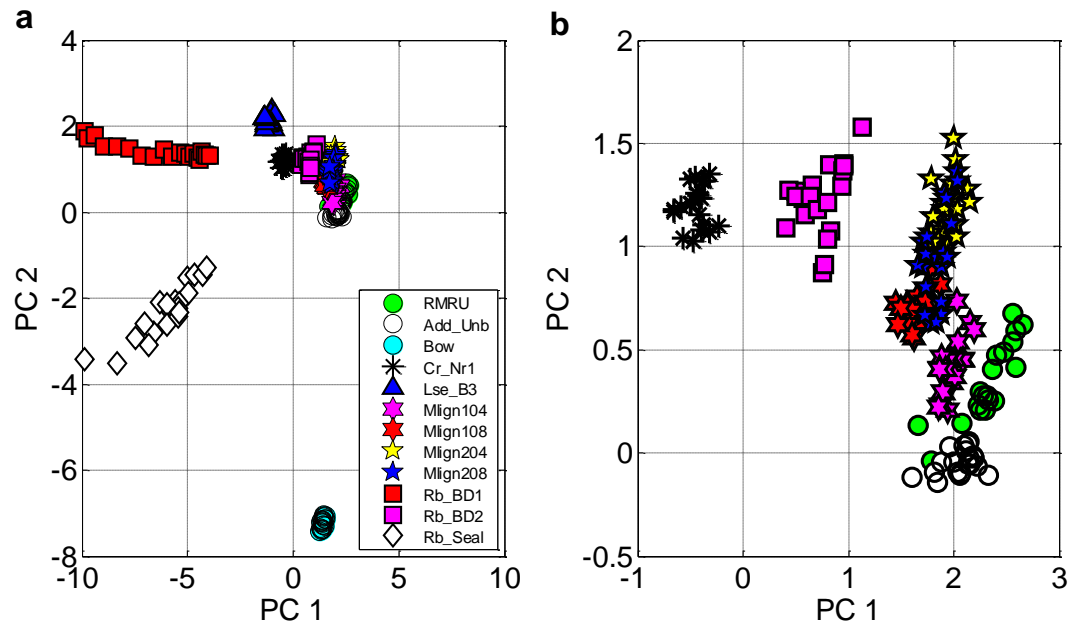 a
4
2
0
-2
-4
-6
-8
-10
-5
0
5
10
PC 1
PC 2
RMRU
Add_Unb
Bow
Cr_Nr1
Lse_B3
Mlign104
Mlign108
Mlign204
Mlign208
Rb_BD1
Rb_BD2
Rb_Seal
b
2
1.5
1
0.5
0
-0.5
-1
0
1
2
3
PC 1
PC 2